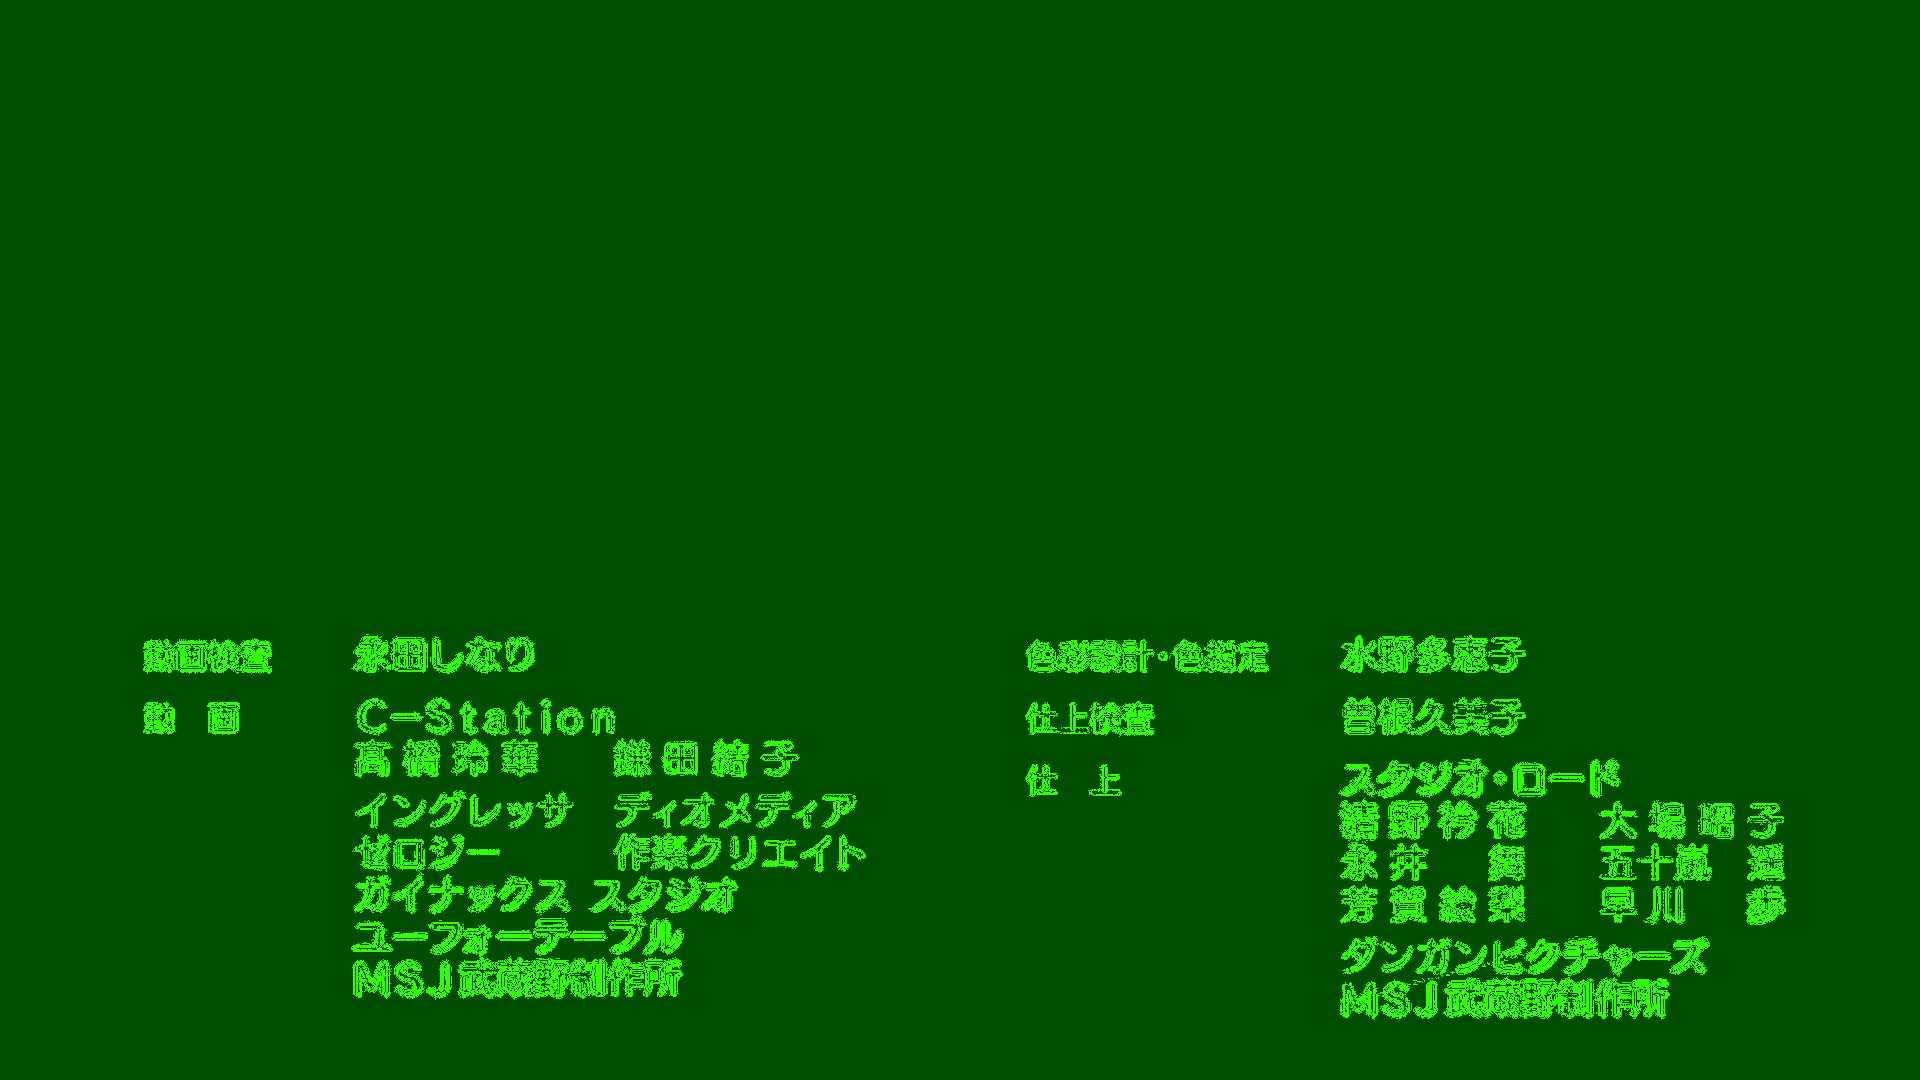 動画検査 永田しなり
動 画 C−Station
高橋玲華 鎌田結子
イングレッサ ディオメディア
ゼロジー 作楽クリエイト
ガイナックス スタジオ
ユーフォーテーブル
MSJ武蔵野制作所
色彩設計・色指定 水野多恵子
仕上検査 曽根久美子
仕 上 スタジオ・ロード
野 花 大場昭子
永井 五十嵐
芳賀絵梨 早川 歩
ダンガンピクチャーズ
MSJ武蔵野制作所